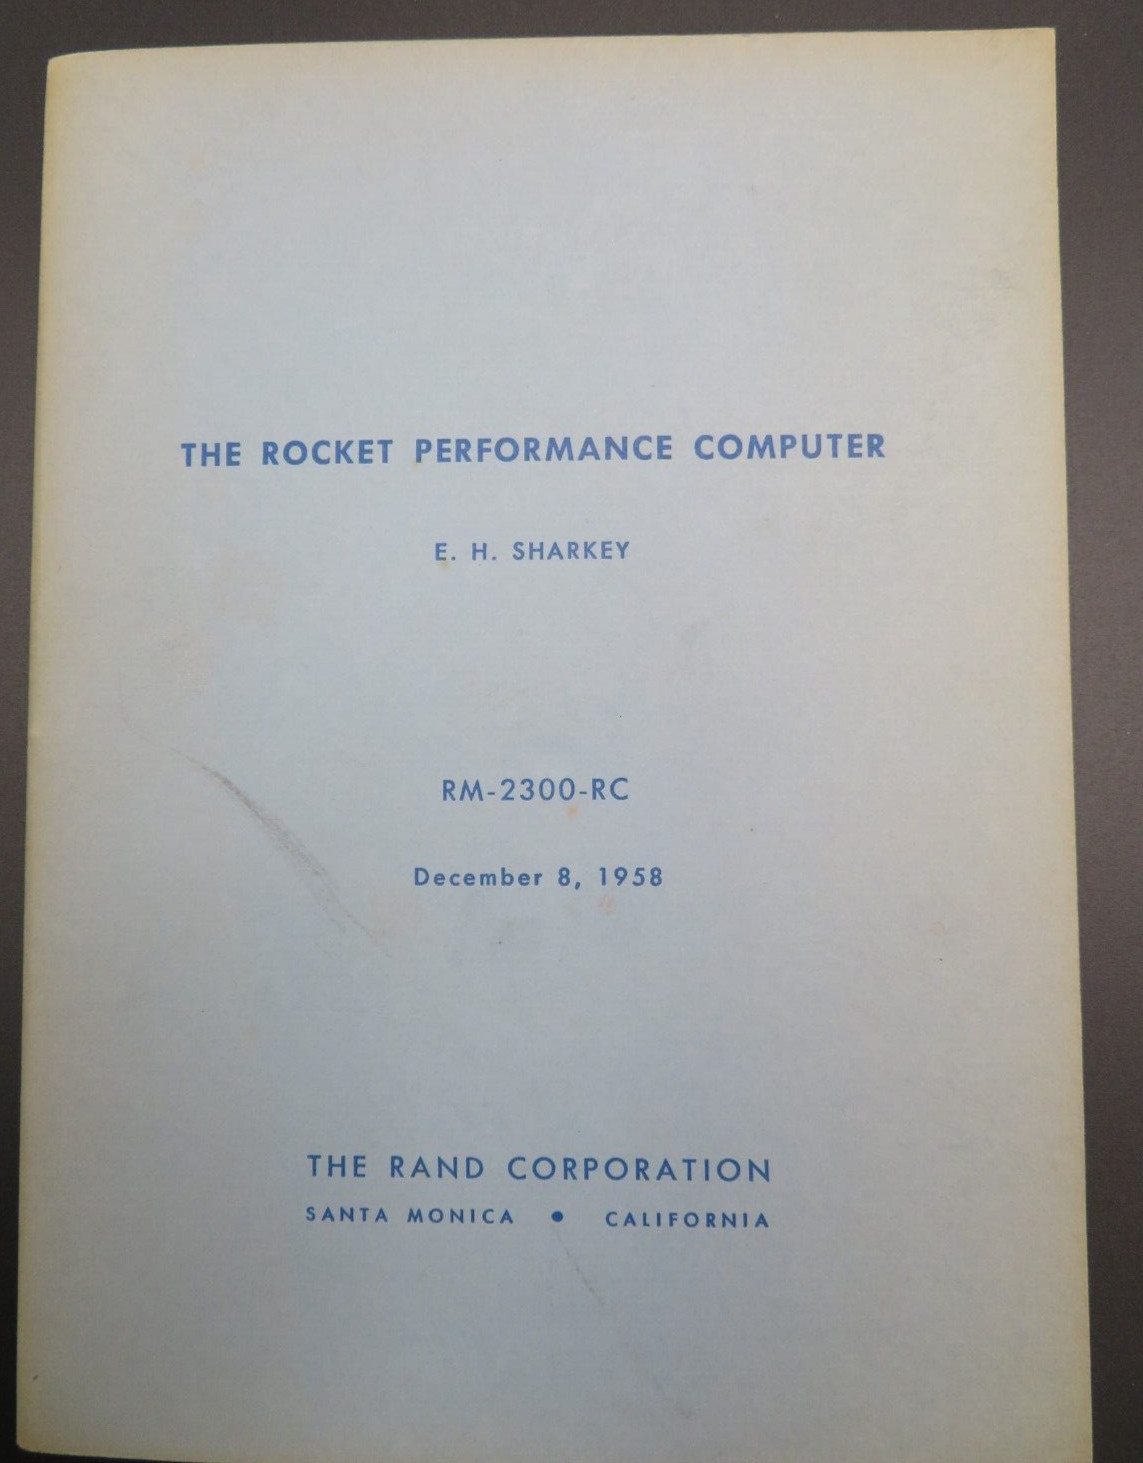 THE ROCKET PERFORMANCE COMPUTER
E. H. SHARKEY
RM-2300-RC
December 8, 1958
THE RAND CORPORATION
SANTA MONICA • CALIFORNIA